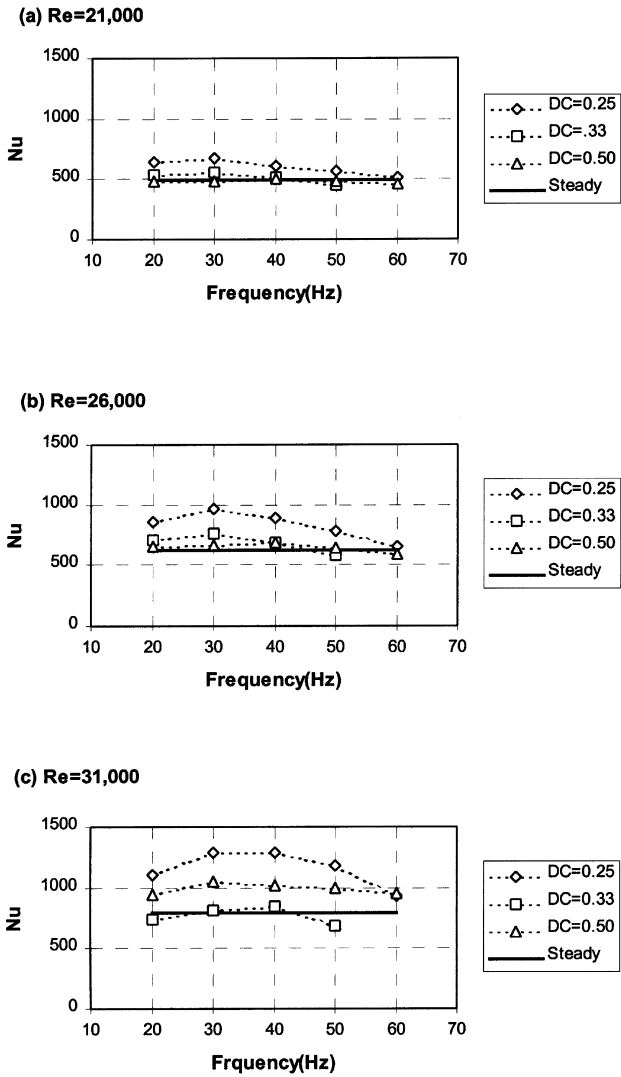 (a) Re=21,000
1500
1000
500
0
Nu
10 20 30 40 50 60 70
Frequency(Hz)
DC=0.25
DC=.33
DC=0.50
Steady
(b) Re=26,000
1500
1000
500
0
Nu
10 20 30 40 50 60 70
Frequency(Hz)
DC=0.25
DC=0.33
DC=0.50
Steady
(c) Re=31,000
1500
1000
500
0
Nu
10 20 30 40 50 60 70
Frquency(Hz)
DC=0.25
DC=0.33
DC=0.50
Steady